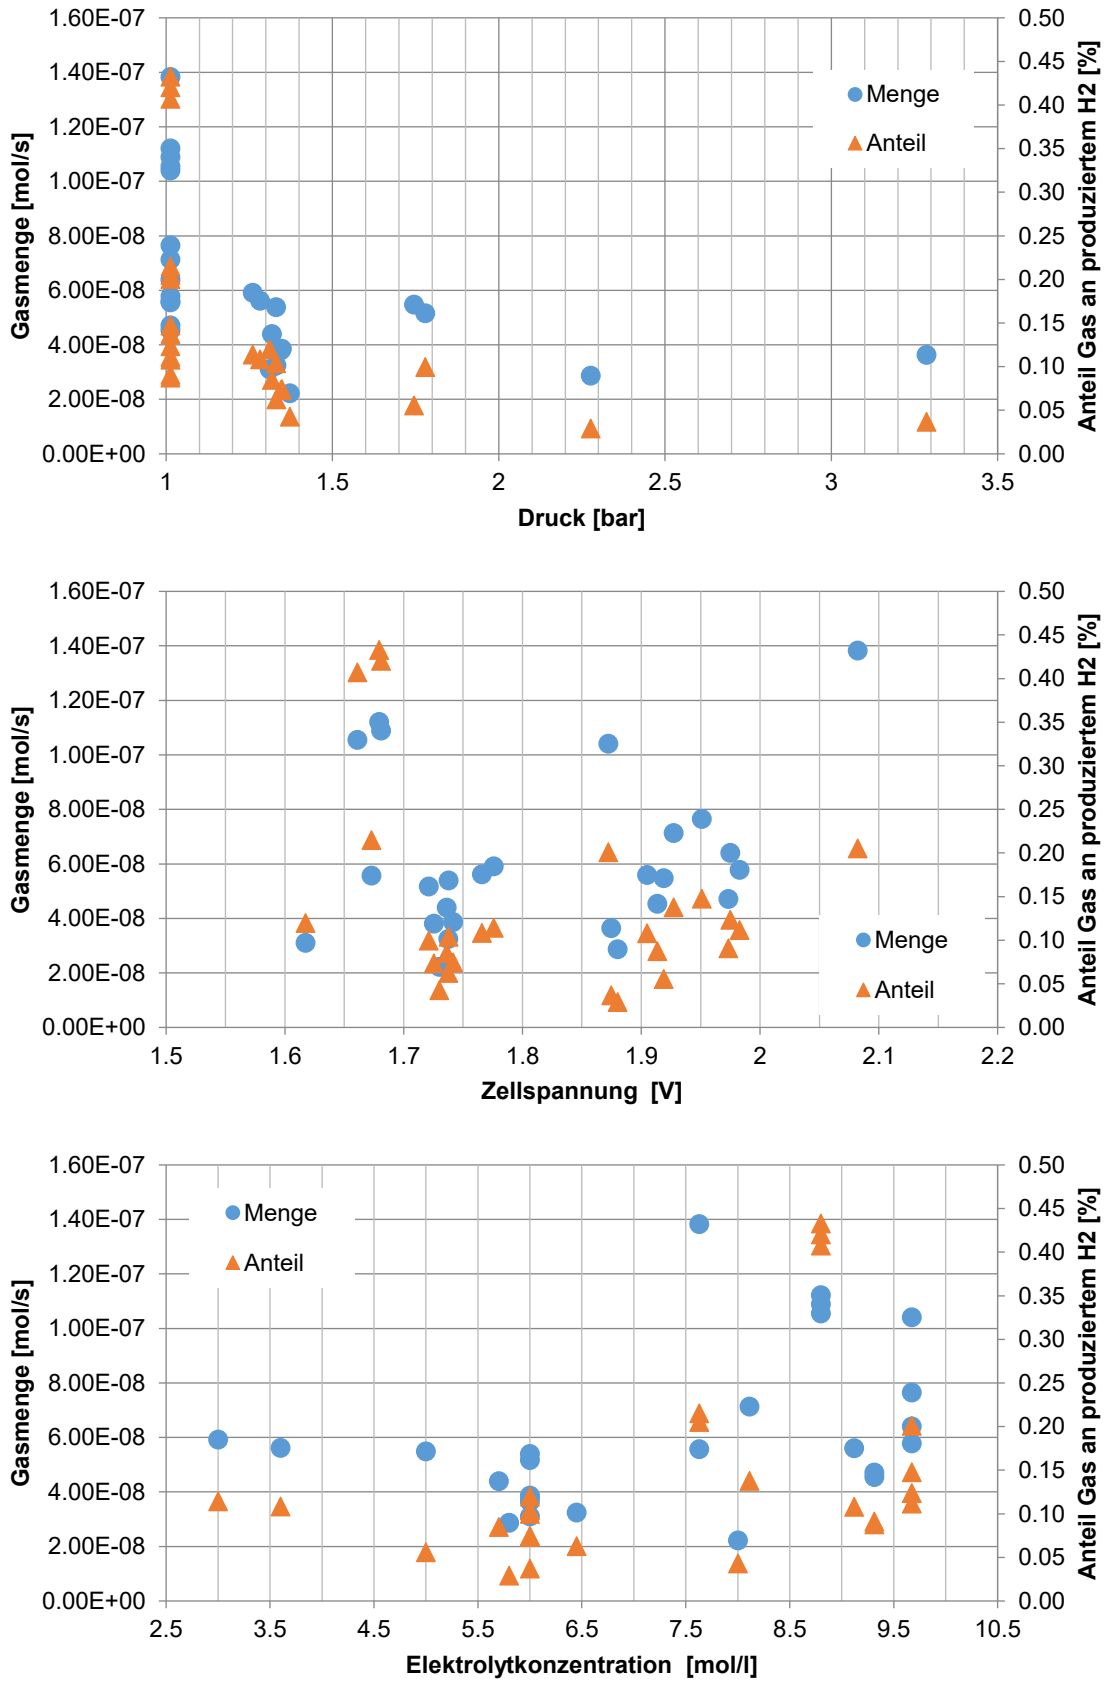 1.60E-07
1.40E-07
1.20E-07
1.00E-07
8.00E-08
6.00E-08
4.00E-08
2.00E-08
0.00E+00
Gasmenge [mol/s]
0.50
0.45
0.40
0.35
0.30
0.25
0.20
0.15
0.10
0.05
0.00
Anteil Gas an produziertem H2 [%]
Menge
Anteil
1 1.5 2 2.5 3 3.5
Druck [bar]
1.60E-07
1.40E-07
1.20E-07
1.00E-07
8.00E-08
6.00E-08
4.00E-08
2.00E-08
0.00E+00
Gasmenge [mol/s]
0.50
0.45
0.40
0.35
0.30
0.25
0.20
0.15
0.10
0.05
0.00
Anteil Gas an produziertem H2 [%]
Menge
Anteil
1.5 1.6 1.7 1.8 1.9 2 2.1 2.2
Zellspannung [V]
1.60E-07
1.40E-07
1.20E-07
1.00E-07
8.00E-08
6.00E-08
4.00E-08
2.00E-08
0.00E+00
Gasmenge [mol/s]
0.50
0.45
0.40
0.35
0.30
0.25
0.20
0.15
0.10
0.05
0.00
Anteil Gas an produziertem H2 [%]
Menge
Anteil
2.5 3.5 4.5 5.5 6.5 7.5 8.5 9.5 10.5
Elektrolytkonzentration [mol/l]